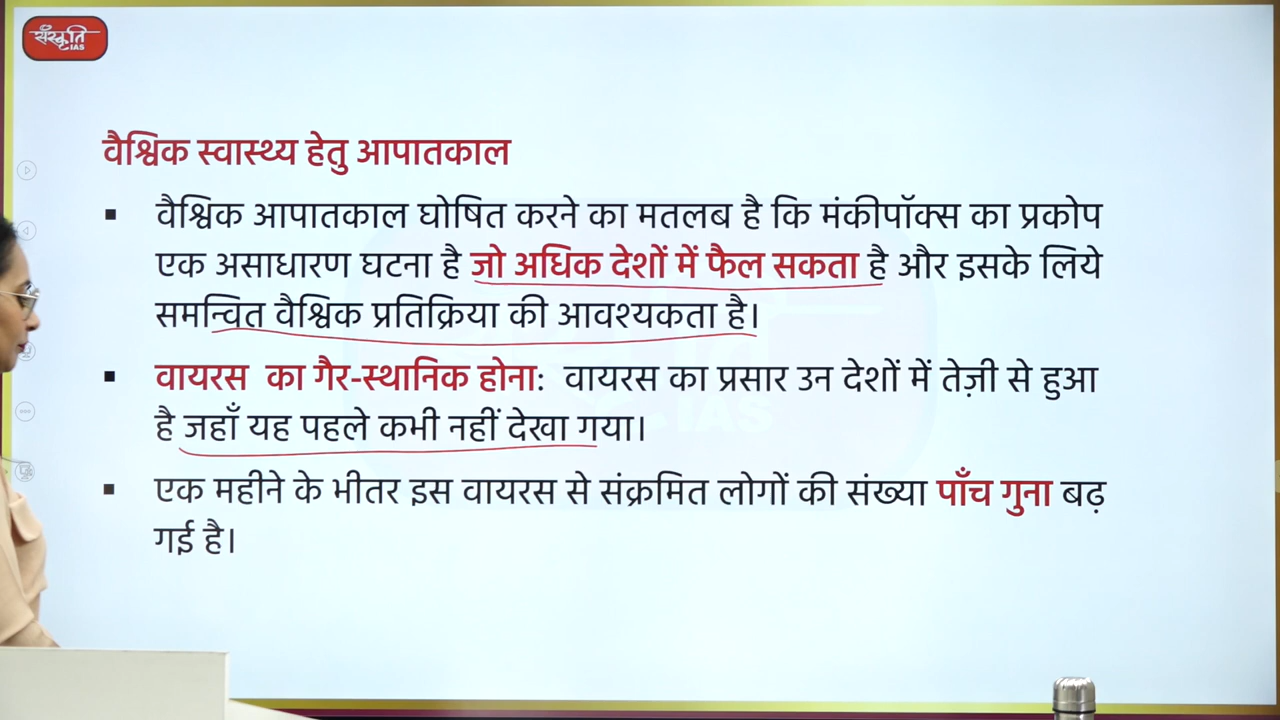 संस्कृति
IAS
वैश्विक स्वास्थ्य हेतु आपातकाल
▪ वैश्विक आपातकाल घोषित करने का मतलब है कि मंकीपॉक्स का प्रकोप
एक असाधारण घटना है जो अधिक देशों में फैल सकता है और इसके लिये
समन्वित वैश्विक प्रतिक्रिया की आवश्यकता है।
▪ वायरस का गैर-स्थानिक होना: वायरस का प्रसार उन देशों में तेज़ी से हुआ
है जहाँ यह पहले कभी नहीं देखा गया।
IAS
▪ एक महीने के भीतर इस वायरस से संक्रमित लोगों की संख्या पाँच गुना बढ़
गई है।